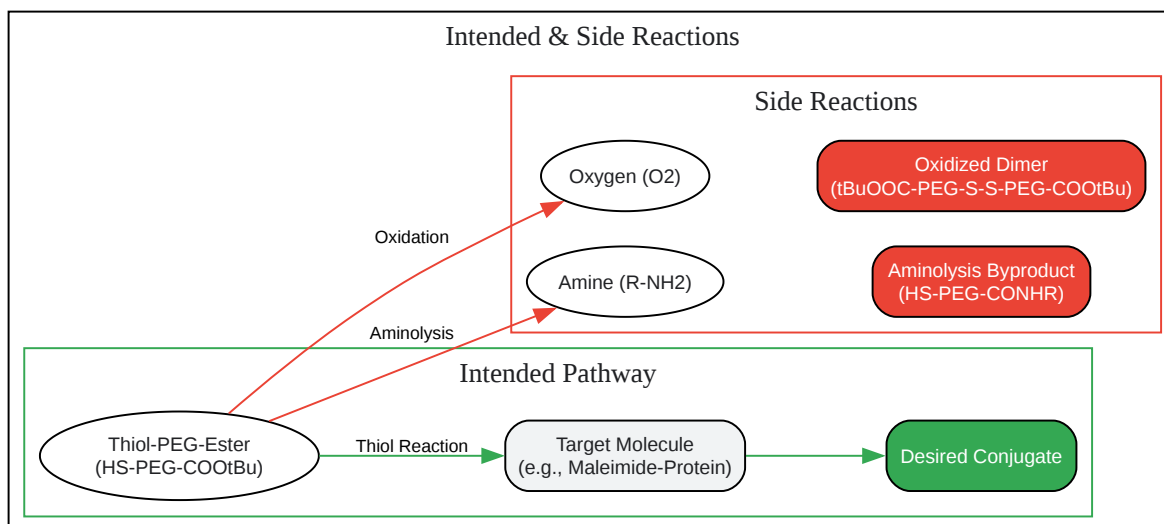 Intended & Side Reactions
Side Reactions
Oxygen (O2)
Oxidized Dimer
(tBuOOC-PEG-S-S-PEG-COOtBu)
Oxidation
Amine (R-NH2)
Aminolysis Byproduct
(HS-PEG-CONHR)
Aminolysis
Intended Pathway
Thiol-PEG-Ester
(HS-PEG-COOtBu)
Thiol Reaction
Target Molecule
(e.g., Maleimide-Protein)
Desired Conjugate